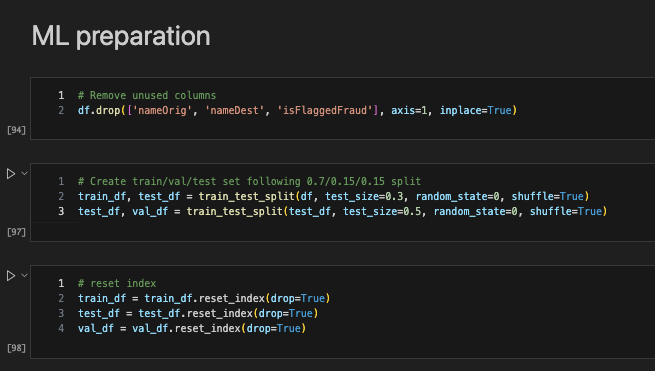 ML preparation
1 # Remove unused columns
2 df.drop(['nameOrig', 'nameDest', 'isFlaggedFraud'], axis=1, inplace=True)
[94]
1 # Create train/val/test set following 0.7/0.15/0.15 split
2 train_df, test_df = train_test_split(df, test_size=0.3, random_state=0, shuffle=True)
3 test_df, val_df = train_test_split(test_df, test_size=0.5, random_state=0, shuffle=True)
[97]
1 # reset index
2 train_df = train_df.reset_index(drop=True)
3 test_df = test_df.reset_index(drop=True)
4 val_df = val_df.reset_index(drop=True)
[98]